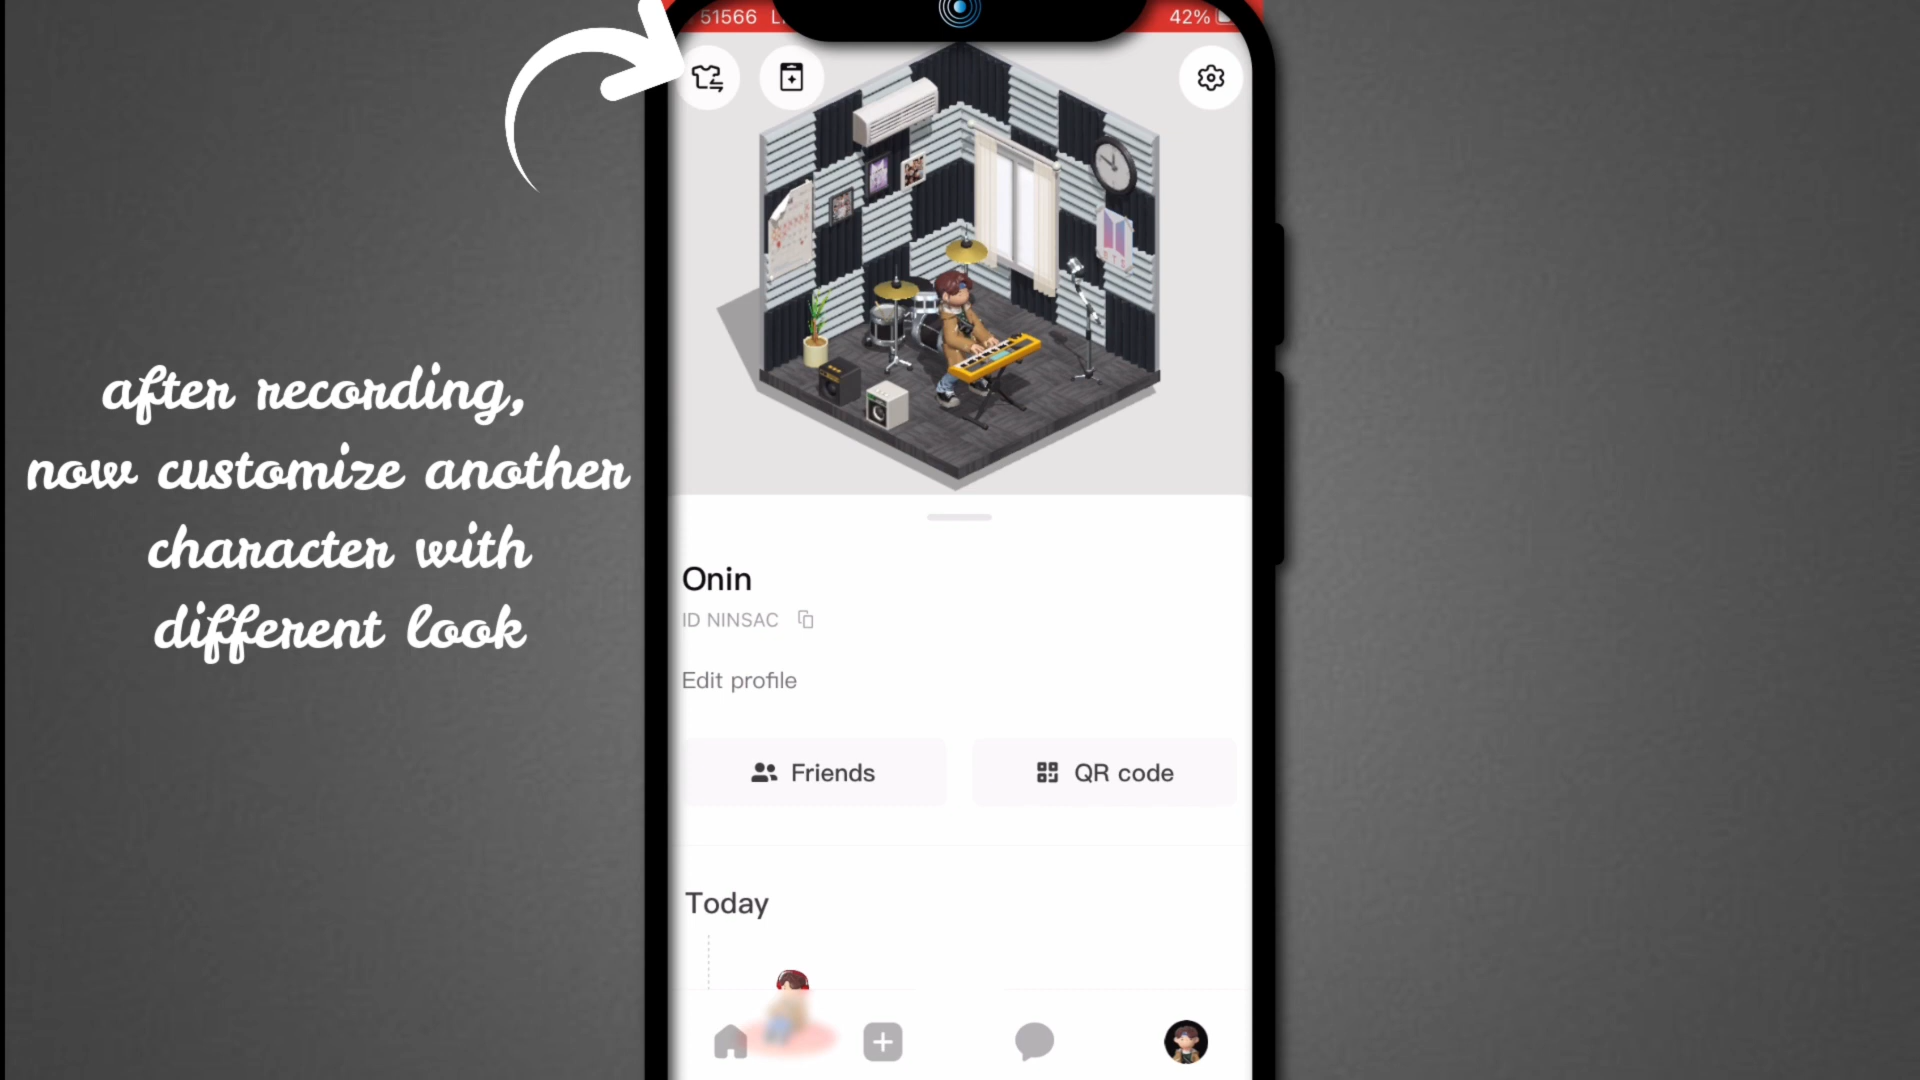 51566
42%
after recording,
now customize another
character with
different look
BTS
Onin
ID NINSAC
Edit profile
Friends
QR code
Today